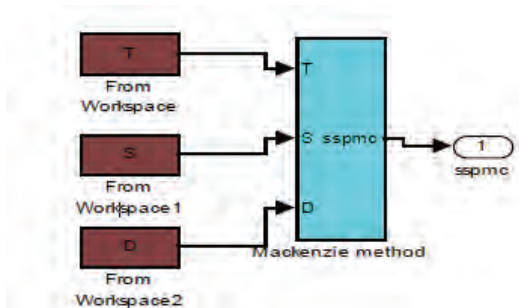 T
From
Workspace
S
From
Workspace1
D
From
Workspace2
T
S sspmc
D
Mackenzie method
1
sspmc